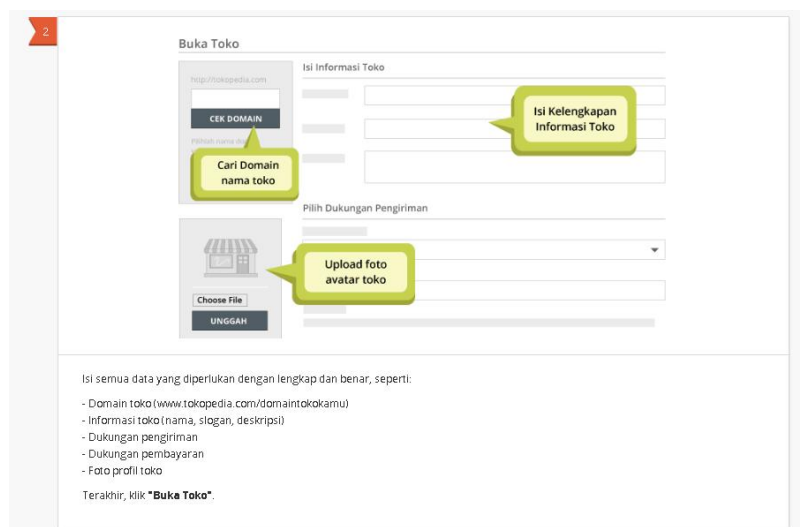 2
Buka Toko
Isi Informasi Toko
http://tokopedia.com
CEK DOMAIN
Pilihlah nama
Cari Domain
nama toko
Isi Kelengkapan
Informasi Toko
Pilih Dukungan Pengiriman
Upload foto
avatar toko
Choose File
UNGGAH
Isi semua data yang diperlukan dengan lengkap dan benar, seperti:
- Domain toko (www.tokopedia.com/domaintokokamu)
- Informasi toko (nama, slogan, deskripsi)
- Dukungan pengiriman
- Dukungan pembayaran
- Foto profil toko
Terakhir, klik "Buka Toko".